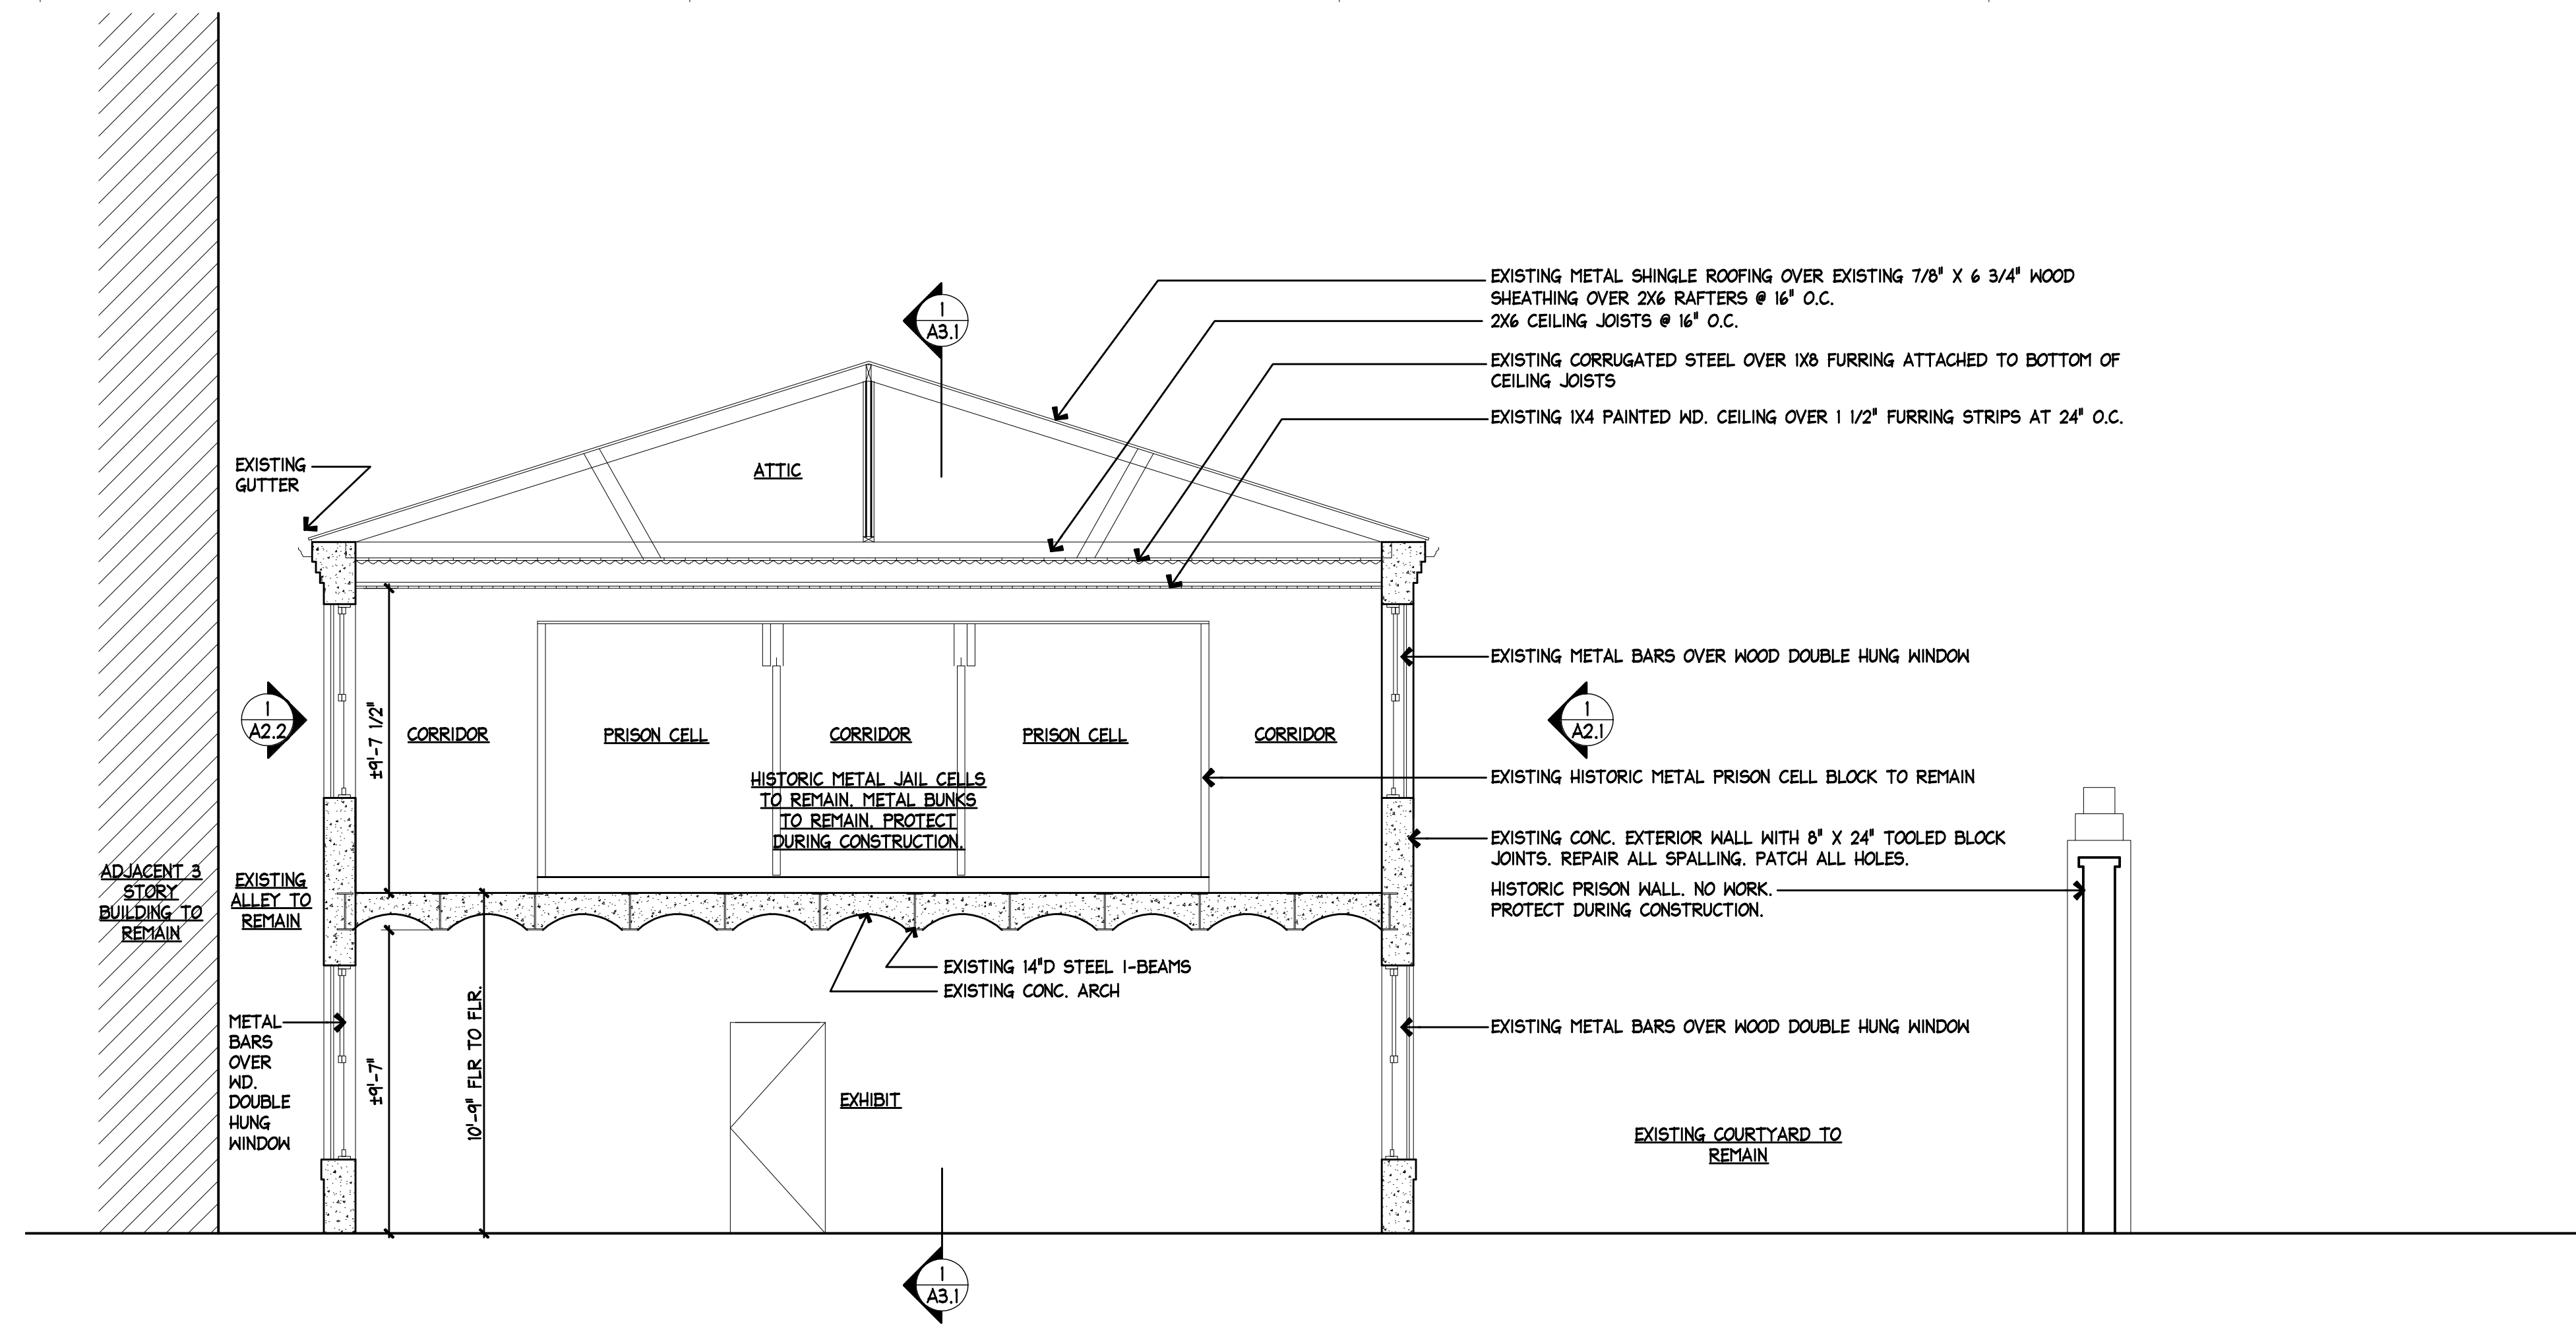 1
A3.1
EXISTING METAL SHINGLE ROOFING OVER EXISTING 7/8" X 6 3/4" WOOD
SHEATHING OVER 2X6 RAFTERS @ 16" O.C.
2X6 CEILING JOISTS @ 16" O.C.
EXISTING CORRUGATED STEEL OVER 1X8 FURRING ATTACHED TO BOTTOM OF
CEILING JOISTS
EXISTING 1X4 PAINTED WD. CEILING OVER 1 1/2" FURRING STRIPS AT 24" O.C.
EXISTING
GUTTER
ATTIC
EXISTING METAL BARS OVER WOOD DOUBLE HUNG WINDOW
1
A2.2
±9'-7 1/2"
CORRIDOR
PRISON CELL
CORRIDOR
PRISON CELL
CORRIDOR
1
A2.1
HISTORIC METAL JAIL CELLS
TO REMAIN. METAL BUNKS
TO REMAIN. PROTECT
DURING CONSTRUCTION.
EXISTING HISTORIC METAL PRISON CELL BLOCK TO REMAIN
EXISTING CONC. EXTERIOR WALL WITH 8" X 24" TOOLED BLOCK
JOINTS. REPAIR ALL SPALLING. PATCH ALL HOLES.
HISTORIC PRISON WALL. NO WORK.
PROTECT DURING CONSTRUCTION.
ADJACENT 3
STORY
BUILDING TO
REMAIN
EXISTING
ALLEY TO
REMAIN
EXISTING 14"D STEEL I-BEAMS
EXISTING CONC. ARCH
METAL
BARS
OVER
WD.
DOUBLE
HUNG
WINDOW
±9'-7"
10'-9" FLR TO FLR.
EXHIBIT
EXISTING METAL BARS OVER WOOD DOUBLE HUNG WINDOW
EXISTING COURTYARD TO
REMAIN
1
A3.1